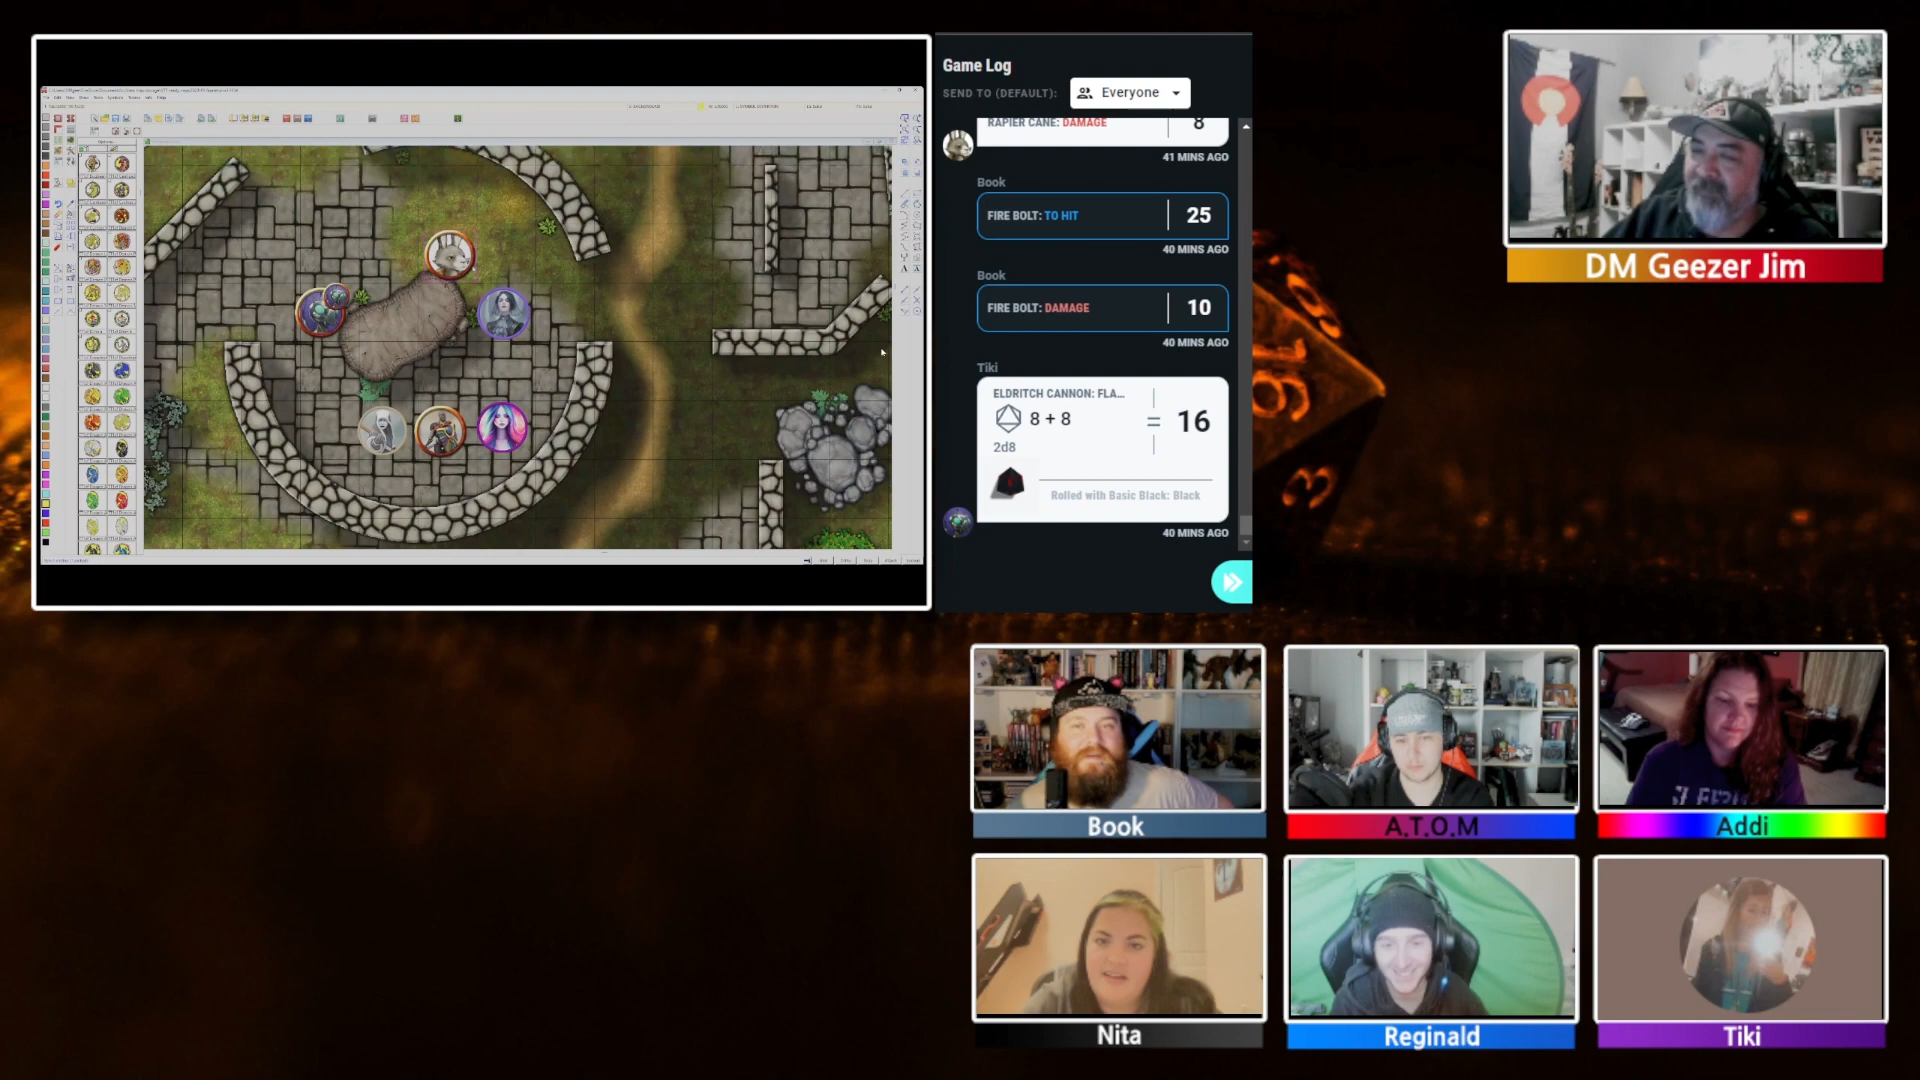 Game Log
SEND TO (DEFAULT):
Everyone
RAPIER CANE: DAMAGE
8
41 MINS AGO
Book
FIRE BOLT: TO HIT
25
40 MINS AGO
Book
FIRE BOLT: DAMAGE
10
40 MINS AGO
Tiki
ELDRITCH CANNON: FLA...
8 + 8
= 16
2d8
Rolled with Basic Black: Black
40 MINS AGO
DM Geezer Jim
Book
A.T.O.M
Addi
Nita
Reginald
Tiki